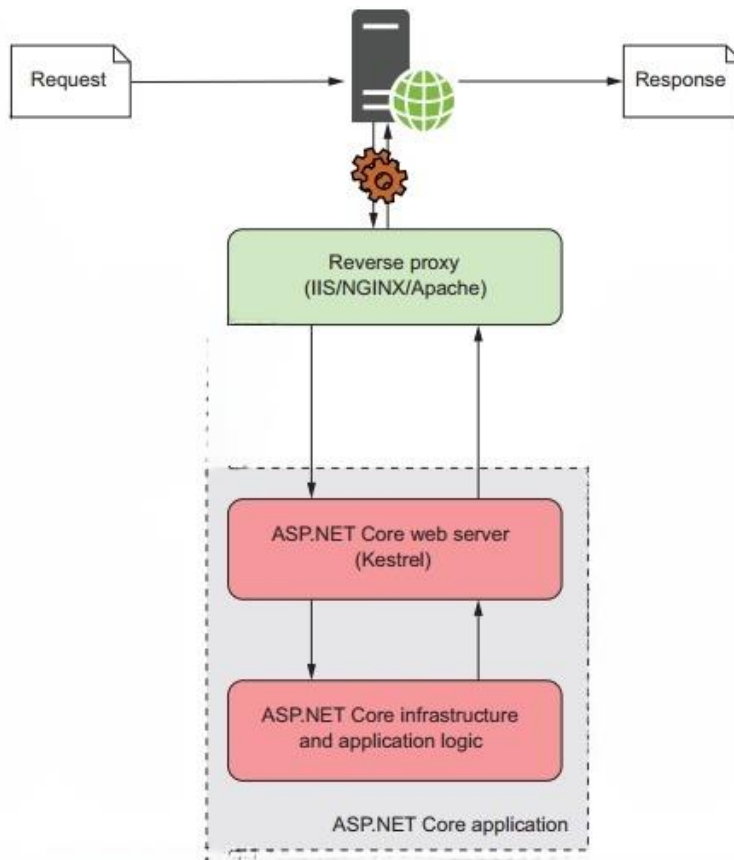 Request
Response
Reverse proxy
(IIS/NGINX/Apache)
ASP.NET Core web server
(Kestrel)
ASP.NET Core infrastructure
and application logic
ASP.NET Core application